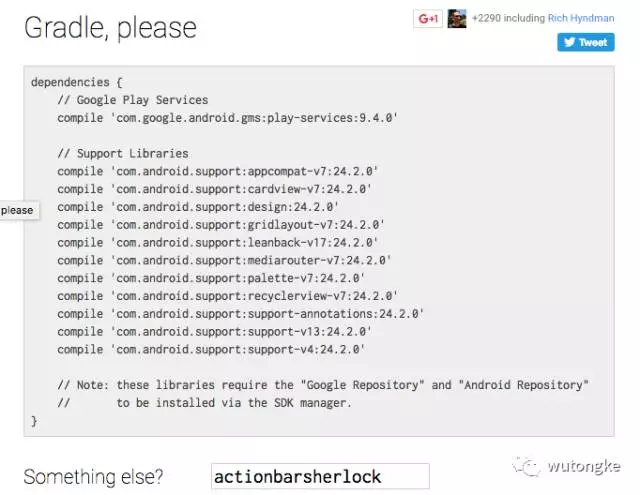 Gradle, please
G+1 +2290 including Rich Hyndman
Tweet
dependencies {
    // Google Play Services
    compile 'com.google.android.gms:play-services:9.4.0'

    // Support Libraries
    compile 'com.android.support:appcompat-v7:24.2.0'
    compile 'com.android.support:cardview-v7:24.2.0'
    compile 'com.android.support:design:24.2.0'
please
    compile 'com.android.support:gridlayout-v7:24.2.0'
    compile 'com.android.support:leanback-v17:24.2.0'
    compile 'com.android.support:mediarouter-v7:24.2.0'
    compile 'com.android.support:palette-v7:24.2.0'
    compile 'com.android.support:recyclerview-v7:24.2.0'
    compile 'com.android.support:support-annotations:24.2.0'
    compile 'com.android.support:support-v13:24.2.0'
    compile 'com.android.support:support-v4:24.2.0'

    // Note: these libraries require the "Google Repository" and "Android Repository"
    //       to be installed via the SDK manager.
}
Something else? actionbarsherlock
wutongke